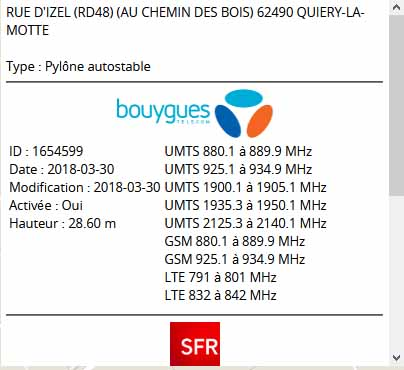 RUE D'IZEL (RD48) (AU CHEMIN DES BOIS) 62490 QUIERY-LA-
MOTTE
Type : Pylône autostable
bouygues
TELECOM
ID : 1654599
Date : 2018-03-30
Modification : 2018-03-30
Activée : Oui
Hauteur : 28.60 m
UMTS 880.1 à 889.9 MHz
UMTS 925.1 à 934.9 MHz
UMTS 1900.1 à 1905.1 MHz
UMTS 1935.3 à 1950.1 MHz
UMTS 2125.3 à 2140.1 MHz
GSM 880.1 à 889.9 MHz
GSM 925.1 à 934.9 MHz
LTE 791 à 801 MHz
LTE 832 à 842 MHz
SFR